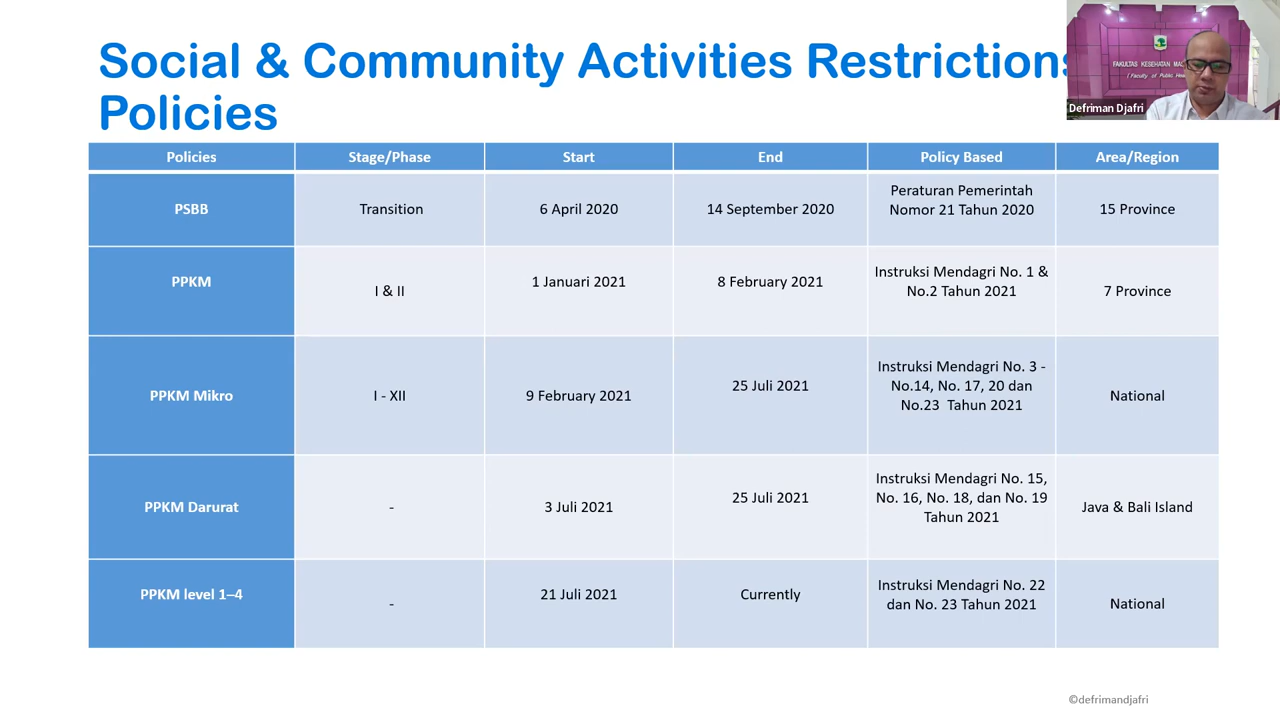 Social & Community Activities Restrictions
Policies
FAKULTAS KESEHATAN
(Faculty of Public
Defriman Djafri
Policies Stage/Phase Start End Policy Based Area/Region
PSBB Transition 6 April 2020 14 September 2020 Peraturan Pemerintah
Nomor 21 Tahun 2020 15 Province
PPKM I & II 1 Januari 2021 8 February 2021 Instruksi Mendagri No. 1 &
No.2 Tahun 2021 7 Province
PPKM Mikro I - XII 9 February 2021 25 Juli 2021 Instruksi Mendagri No. 3 -
No.14, No. 17, 20 dan
No.23 Tahun 2021 National
PPKM Darurat - 3 Juli 2021 25 Juli 2021 Instruksi Mendagri No. 15,
No. 16, No. 18, dan No. 19
Tahun 2021 Java & Bali Island
PPKM level 1–4 - 21 Juli 2021 Currently Instruksi Mendagri No. 22
dan No. 23 Tahun 2021 National
©defrimandjafri